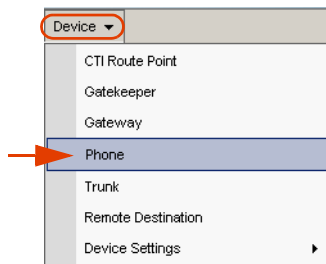 Device
CTI Route Point
Gatekeeper
Gateway
Phone
Trunk
Remote Destination
Device Settings